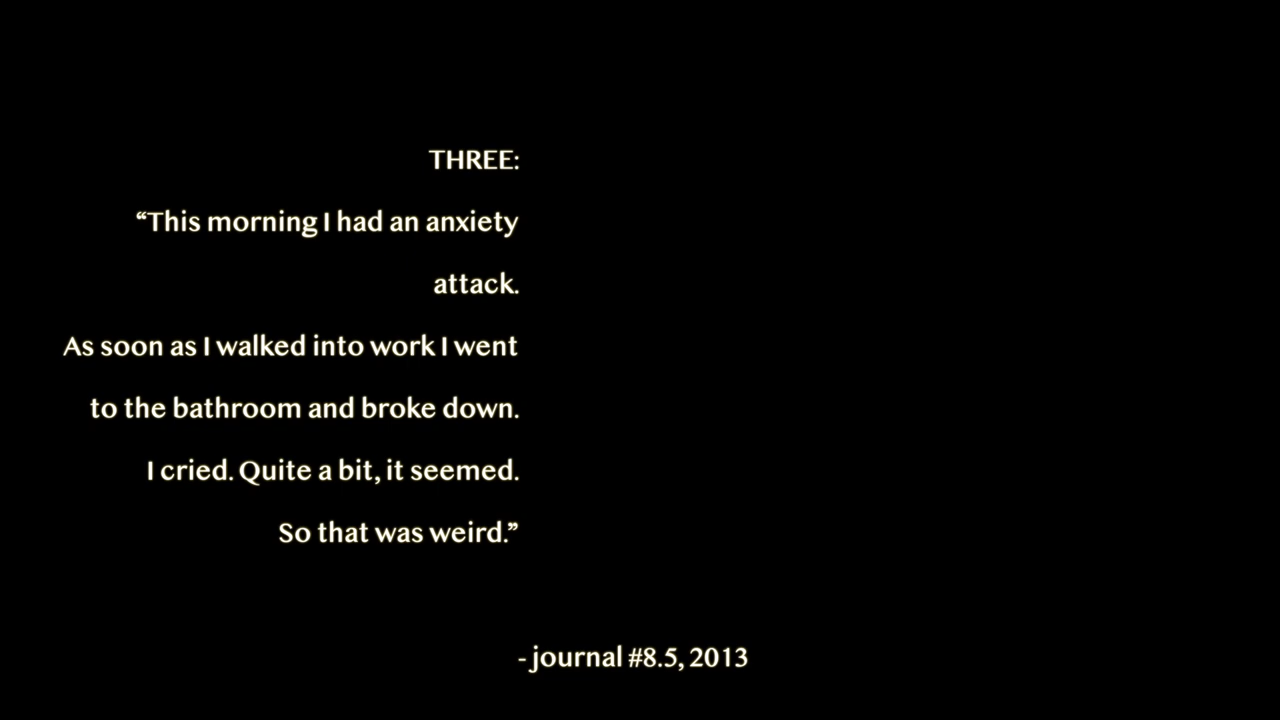 THREE:
“This morning I had an anxiety
attack.
As soon as I walked into work I went
to the bathroom and broke down.
I cried. Quite a bit, it seemed.
So that was weird.”
- journal #8.5, 2013